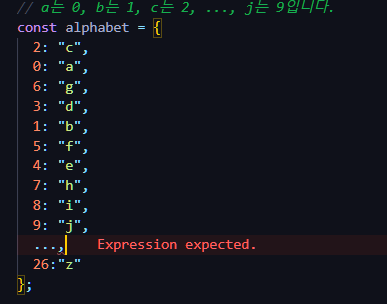 // a는 0, b는 1, c는 2, ..., j는 9입니다.
const alphabet = {
2: "c",
0: "a",
6: "g",
3: "d",
1: "b",
5: "f",
4: "e",
7: "h",
8: "i",
9: "j",
..., Expression expected.
26:"z"
};